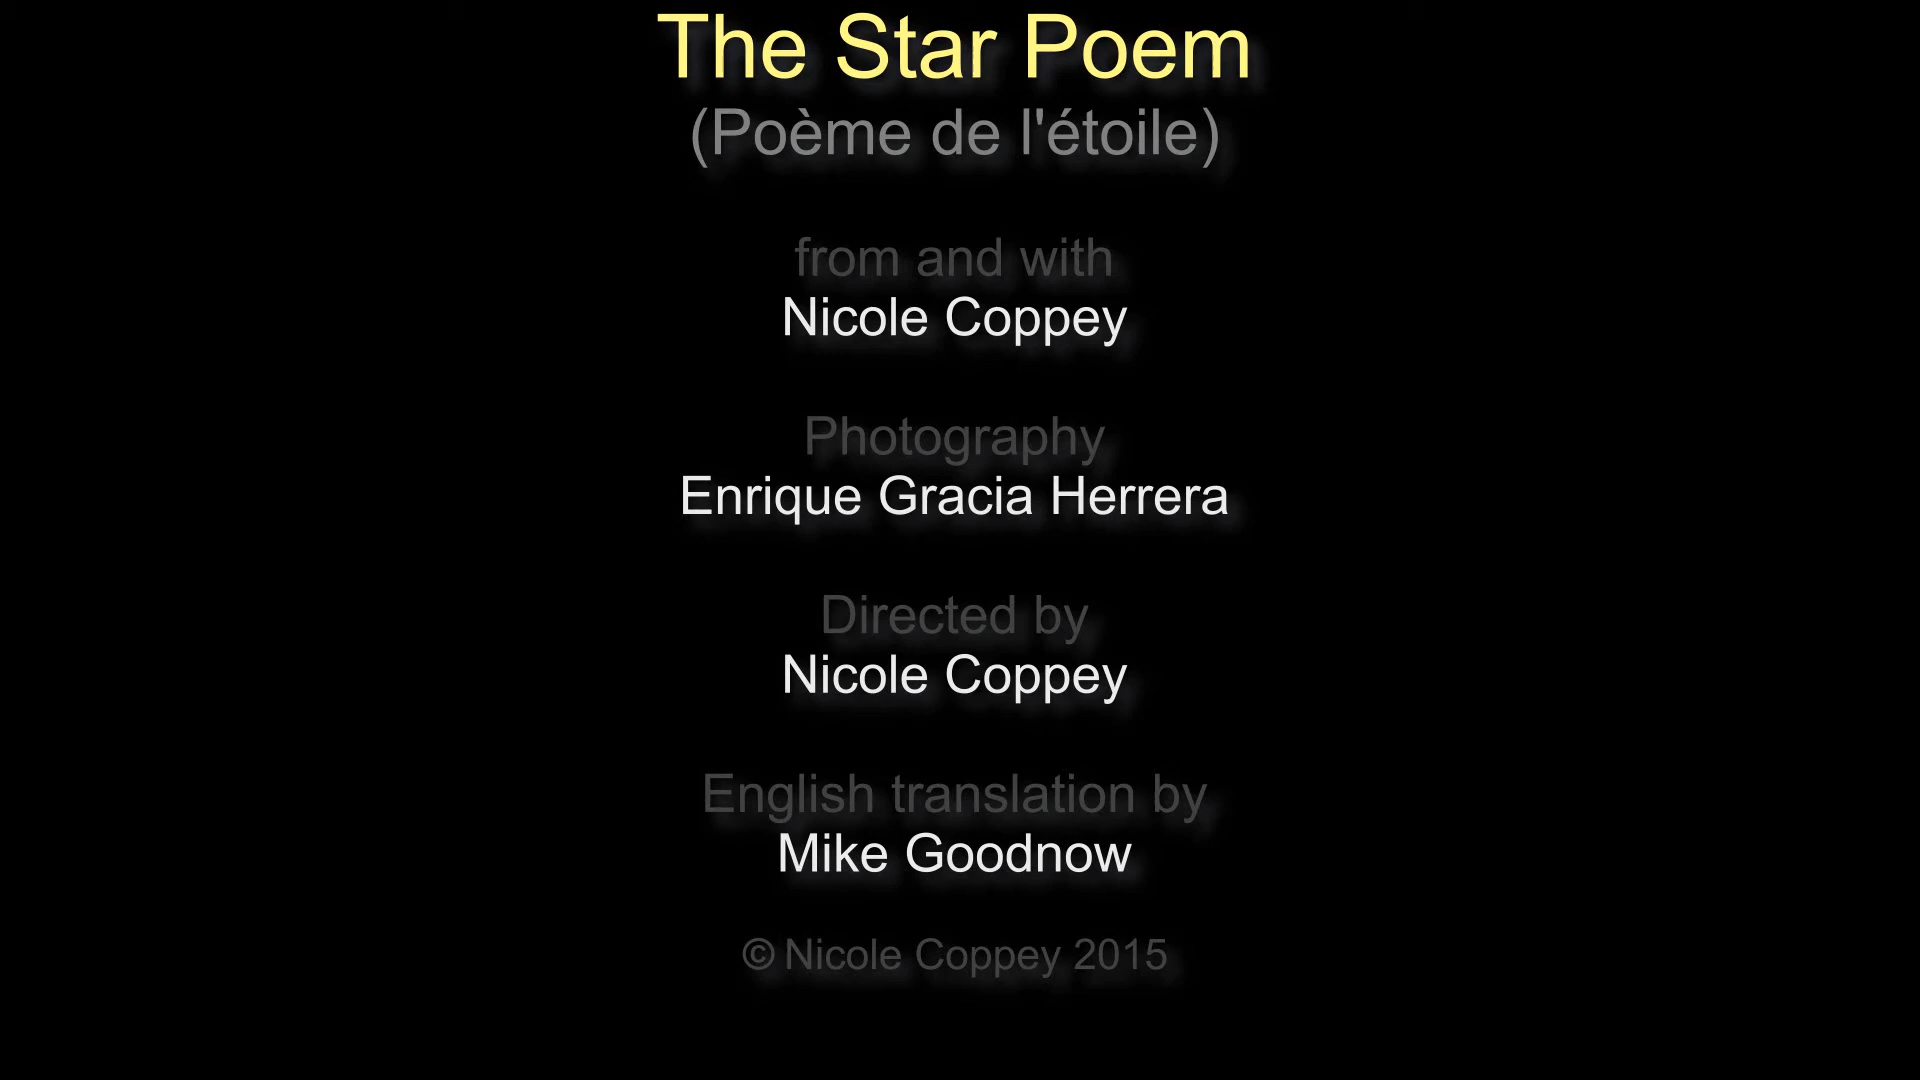 The Star Poem
(Poème de l'étoile)
from and with
Nicole Coppey
Photography
Enrique Gracia Herrera
Directed by
Nicole Coppey
English translation by
Mike Goodnow
© Nicole Coppey 2015